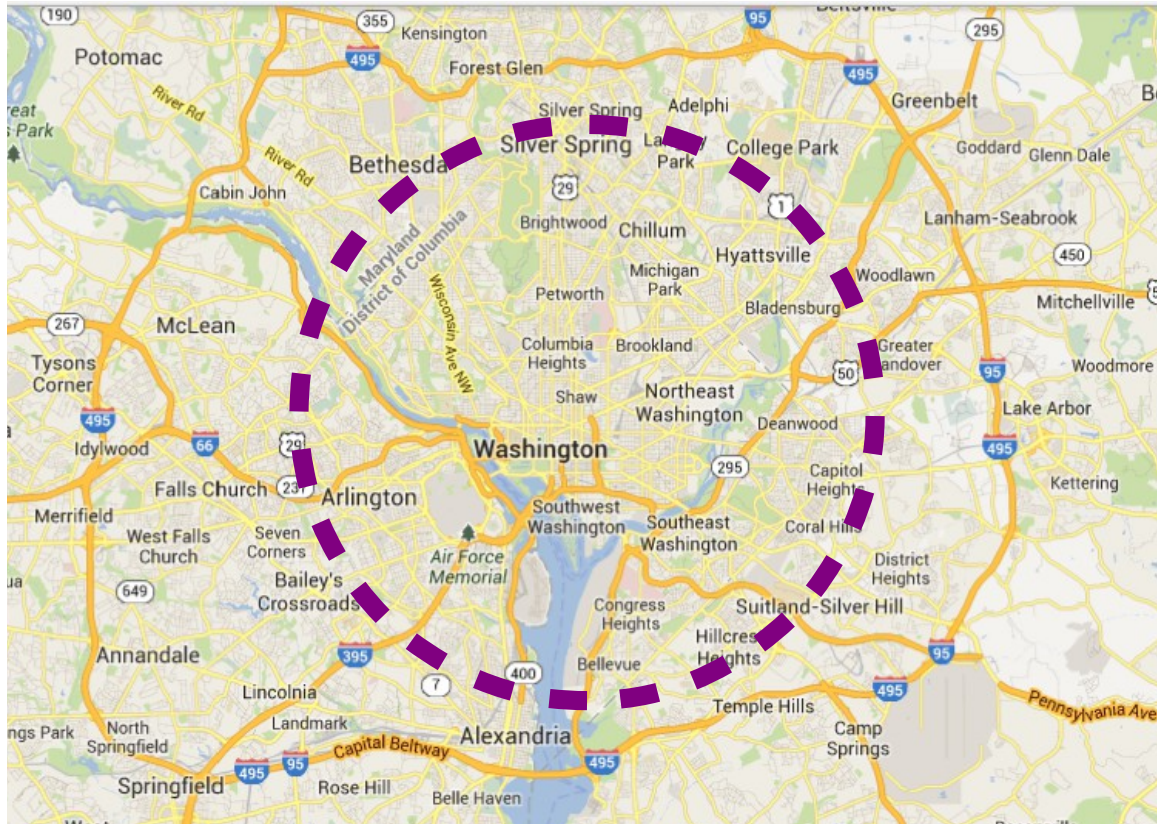 190
Potomac
355
Kensington
95
295
495
Forest Glen
495
Greenbelt
River Rd
Silver Spring
Adelphi
Silver Spring
Park
College Park
Goddard
Glenn Dale
Park
River Rd
Bethesda
Cabin John
29
1
Lanham-Seabrook
Brightwood
Chillum
Maryland
District of Columbia
Hyattsville
450
Michigan
Park
Woodlawn
Wisconsin Ave NW
Petworth
Bladensburg
Mitchellville
267
McLean
Columbia
Heights
Brookland
Greater
Tysons
Corner
50
95
Woodmore
Shaw
Northeast
Washington
495
Lake Arbor
Deanwood
29
Idylwood
66
Washington
495
295
Capitol
Heights
Kettering
Falls Church
Arlington
Merrifield
Southwest
Washington
Southeast
Washington
Coral Hills
West Falls
Church
Seven
Corners
Air Force
Memorial
District
Heights
649
Bailey's
Crossroads
Congress
Heights
Suitland-Silver Hill
Annandale
395
Heights
95
Bellevue
400
7
495
Lincolnia
Temple Hills
Pennsylvania Ave
North
Springfield
Landmark
Capital Beltway
Alexandria
Camp
Springs
495
95
495
Springfield
Rose Hill
Belle Haven